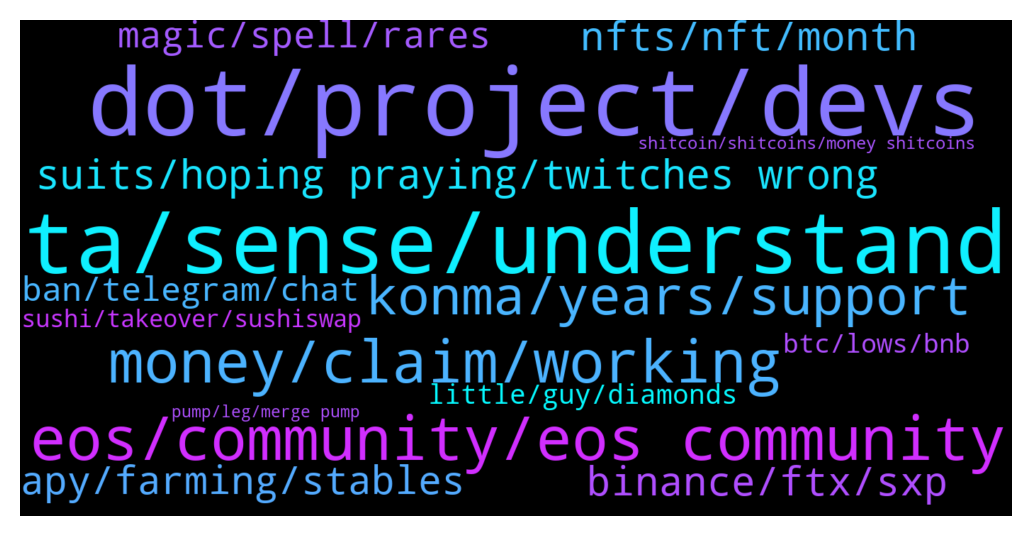 magic/spell/rares
nfts/nft/month
dot/project/devs
shitcoin/shitcoins/money shitcoins
suits/hoping praying/twitches wrong
ta/sense/understand
ban/telegram/chat
konma/years/support
sushi/takeover/sushiswap
money/claim/working
btc/lows/bnb
little/guy/diamonds
pump/leg/merge pump
eos/community/eos community
apy/farming/stables
binance/ftx/sxp